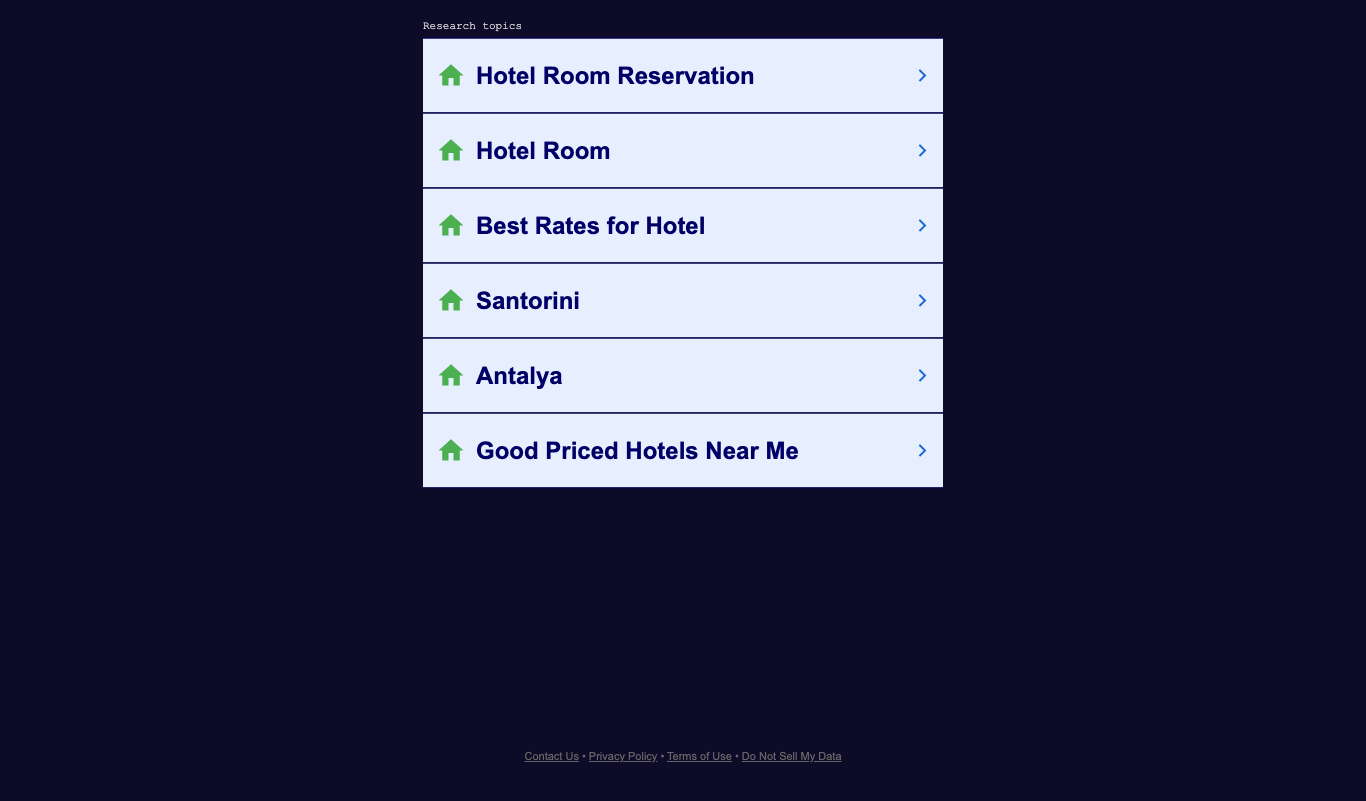 Research topics
Hotel Room Reservation
Hotel Room
Best Rates for Hotel
Santorini
Antalya
Good Priced Hotels Near Me
Contact Us • Privacy Policy • Terms of Use • Do Not Sell My Data